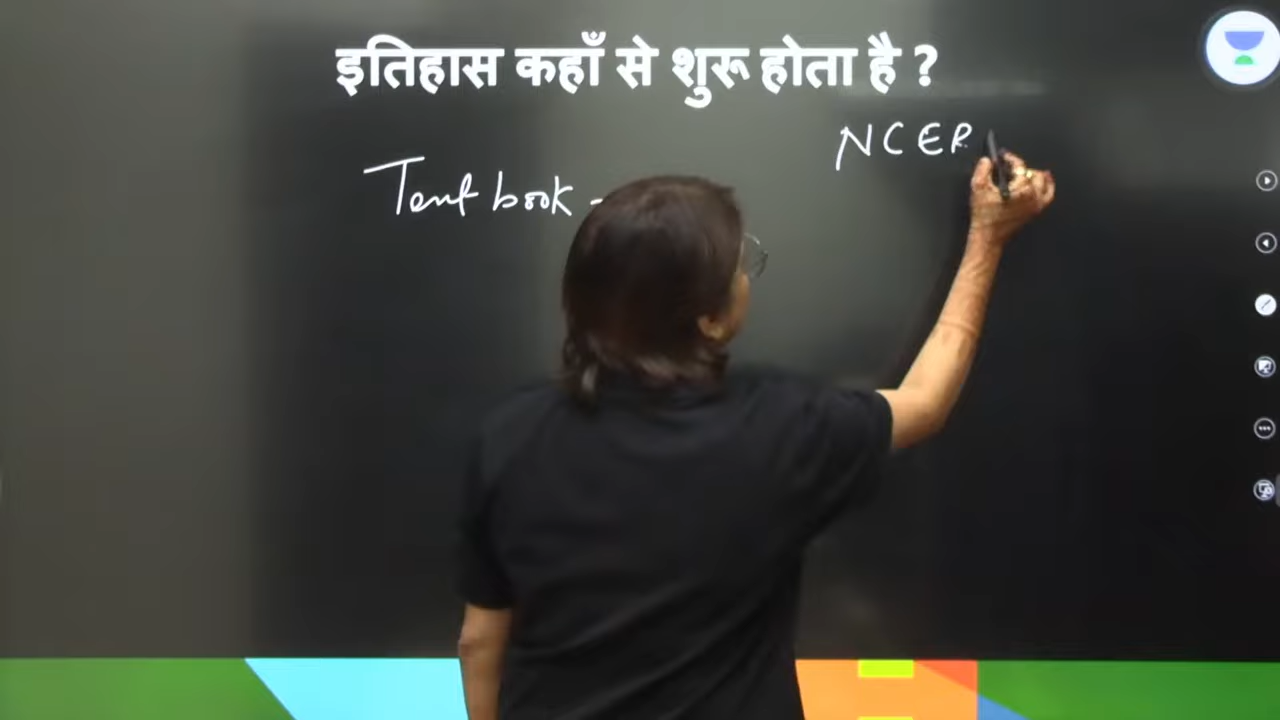 इतिहास कहाँ से शुरू होता है ?
NCER
Text book -